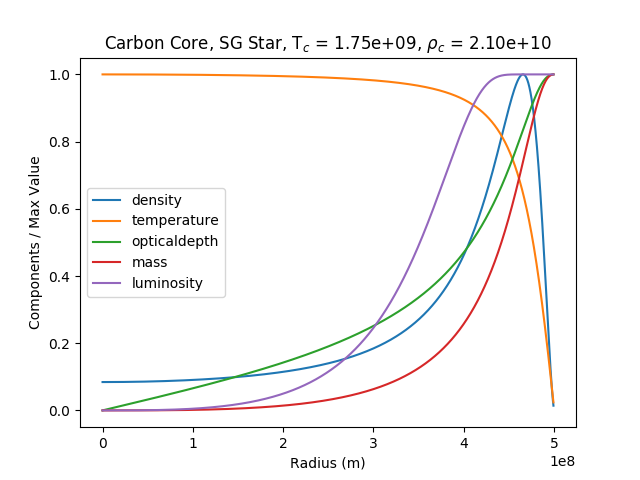 Carbon Core, SG Star, T_c = 1.75e+09, ρ_c = 2.10e+10
Components / Max Value
1.0
0.8
0.6
0.4
0.2
0.0
density
temperature
opticaldepth
mass
luminosity
0 1 2 3 4 5
1e8
Radius (m)